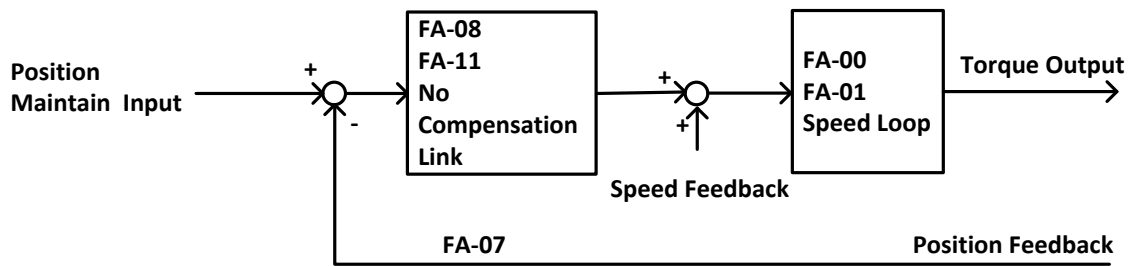 Position
Maintain Input
+
-
FA-08
FA-11
No
Compensation
Link
+
+
Speed Feedback
FA-00
FA-01
Speed Loop
Torque Output
FA-07
Position Feedback